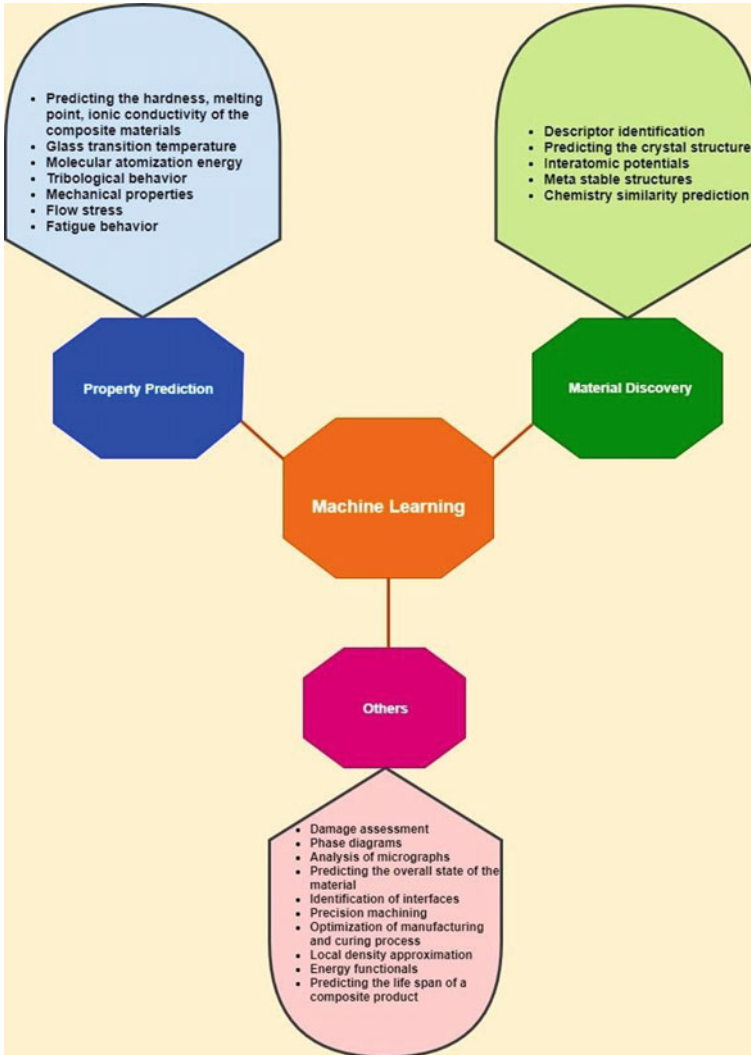 • Predicting the hardness, melting
point, ionic conductivity of the
composite materials
• Glass transition temperature
• Molecular atomization energy
• Tribological behavior
• Mechanical properties
• Flow stress
• Fatigue behavior
• Descriptor identification
• Predicting the crystal structure
• Interatomic potentials
• Meta stable structures
• Chemistry similarity prediction
Property Prediction
Material Discovery
Machine Learning
Others
• Damage assessment
• Phase diagrams
• Analysis of micrographs
• Predicting the overall state of the
material
• Identification of interfaces
• Precision machining
• Optimization of manufacturing
and curing process
• Local density approximation
• Energy functionals
• Predicting the life span of a
composite product